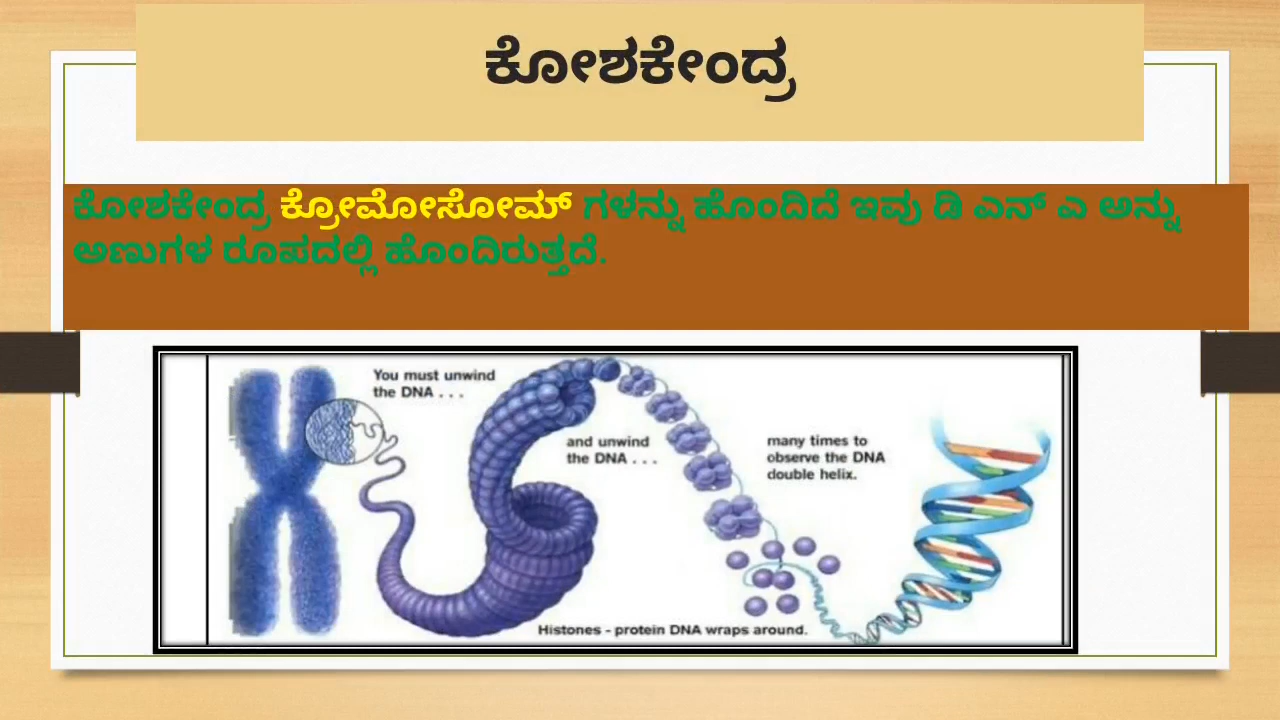 ಕೋಶಕೇಂದ್ರ
ಕೋಶಕೇಂದ್ರ ಕ್ರೋಮೋಸೋಮ್ ಗಳನ್ನು ಹೊಂದಿದೆ ಇವು ಡಿ ಎನ್ ಎ ಅನ್ನು
ಅಣುಗಳ ರೂಪದಲ್ಲಿ ಹೊಂದಿರುತ್ತದೆ.
You must unwind
the DNA . . .
and unwind
the DNA . . .
many times to
observe the DNA
double helix.
Histones - protein DNA wraps around.